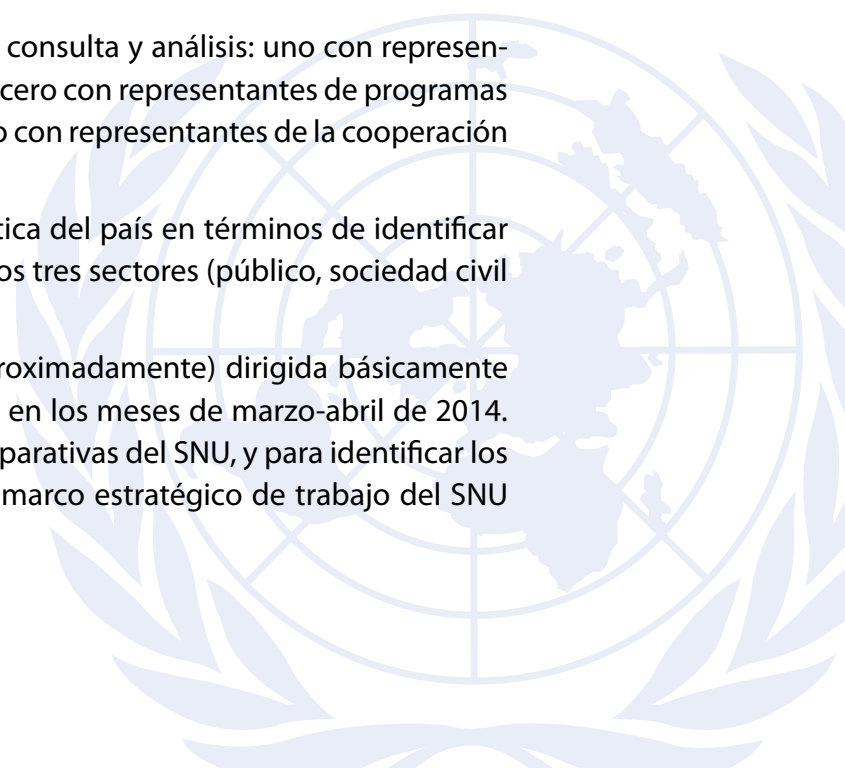 consulta y análisis: uno con represen-
cero con representantes de programas
o con representantes de la cooperación
tica del país en términos de identificar
os tres sectores (público, sociedad civil
roximadamente) dirigida básicamente
en los meses de marzo-abril de 2014.
parativas del SNU, y para identificar los
marco estratégico de trabajo del SNU